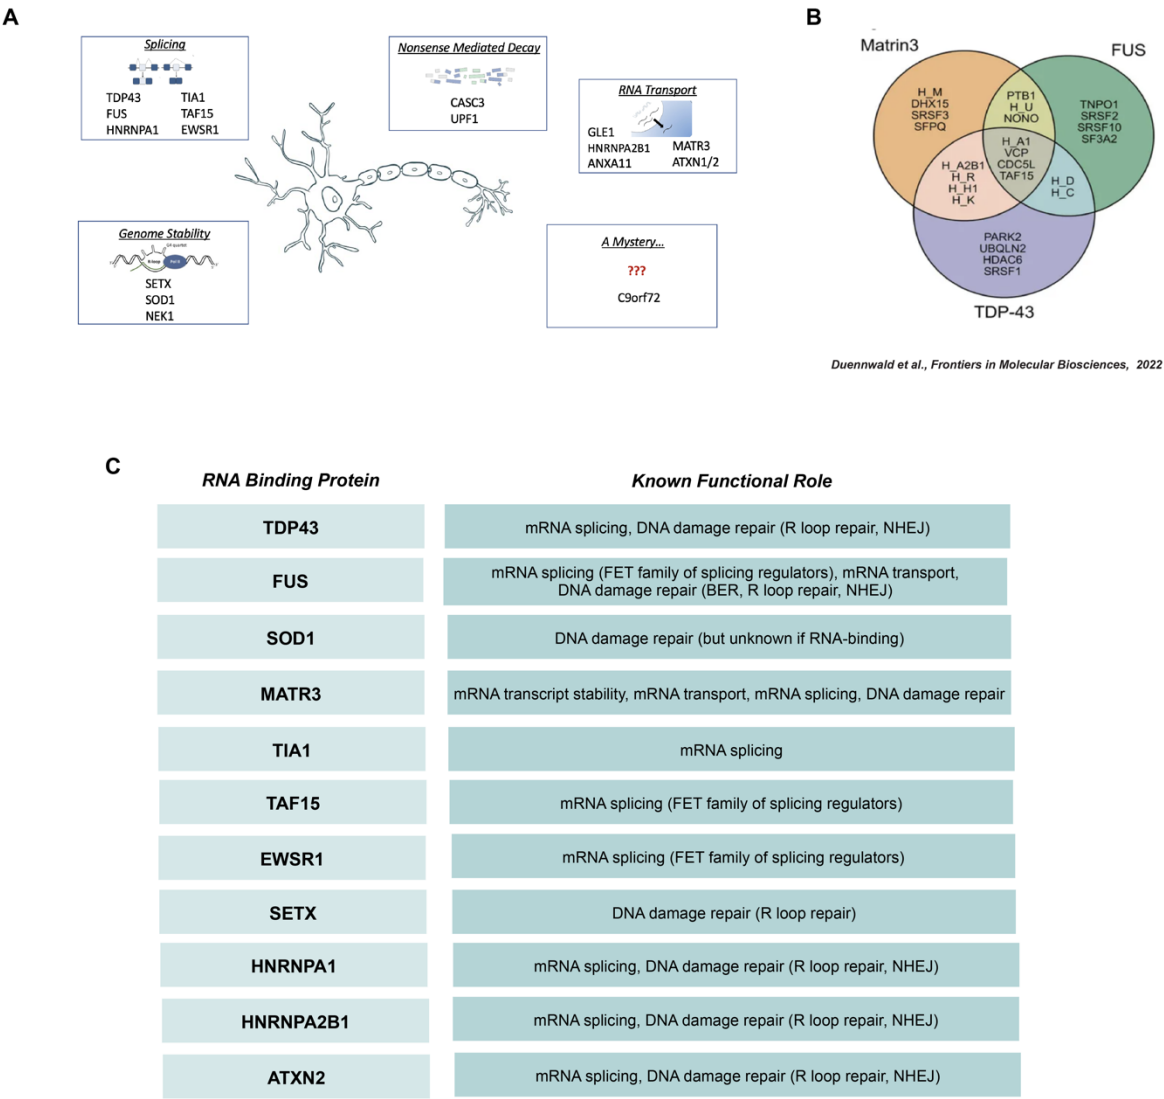 A
Splicing
TDP43 TIA1
FUS TAF15
HNRNPA1 EWSR1
Nonsense Mediated Decay
CASC3
UPF1
RNA Transport
GLE1
HNRNPA2B1 MATR3
ANXA11 ATXN1/2
Genome Stability
R-loop
SETX
SOD1
NEK1
A Mystery...
???
C9orf72
B
Matrin3
FUS
H_M
DHX15
SRSF3
SFPQ
PTB1
H_U
NONO
TNPO1
SRSF2
SRSF10
SF3A2
H_A1
VCP
CDC5L
TAF15
H_A2B1
H_R
H_H1
H_K
H_D
H_C
PARK2
UBQLN2
HDAC6
SRSF1
TDP-43
Duennwald et al., Frontiers in Molecular Biosciences, 2022
C
RNA Binding Protein Known Functional Role
TDP43 mRNA splicing, DNA damage repair (R loop repair, NHEJ)
FUS mRNA splicing (FET family of splicing regulators), mRNA transport,
DNA damage repair (BER, R loop repair, NHEJ)
SOD1 DNA damage repair (but unknown if RNA-binding)
MATR3 mRNA transcript stability, mRNA transport, mRNA splicing, DNA damage repair
TIA1 mRNA splicing
TAF15 mRNA splicing (FET family of splicing regulators)
EWSR1 mRNA splicing (FET family of splicing regulators)
SETX DNA damage repair (R loop repair)
HNRNPA1 mRNA splicing, DNA damage repair (R loop repair, NHEJ)
HNRNPA2B1 mRNA splicing, DNA damage repair (R loop repair, NHEJ)
ATXN2 mRNA splicing, DNA damage repair (R loop repair, NHEJ)